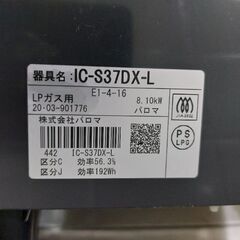 器具名：IC-S37DX-L
E1-4-16
LPガス用 8.10kW
20・03-901776 パロマ
株式会社パロマ
442 IC-S37DX-L
区分C 効率56.3%
区分J 効率192Wh
PS
LPG